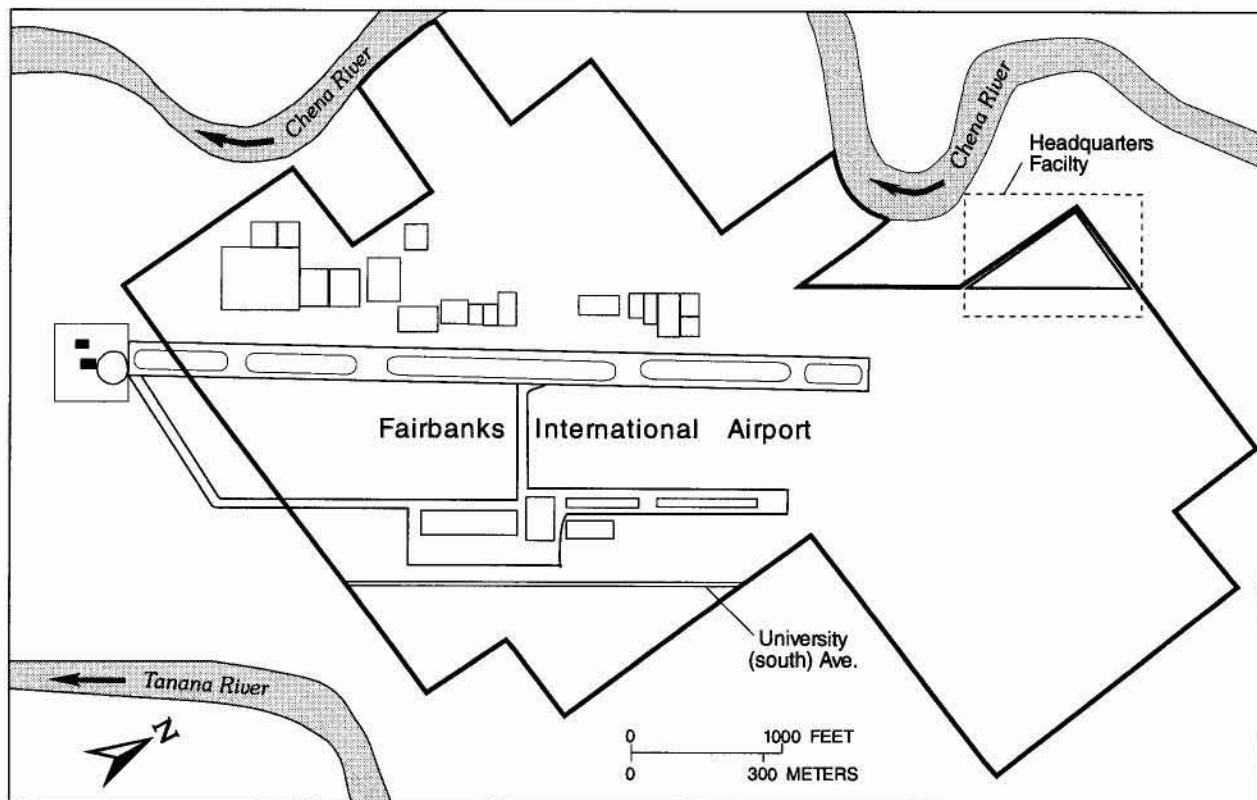 Chena River
Chena River
Headquarters
Facilty
Fairbanks International Airport
University
(south) Ave.
Tanana River
N
0 1000 FEET
0 300 METERS